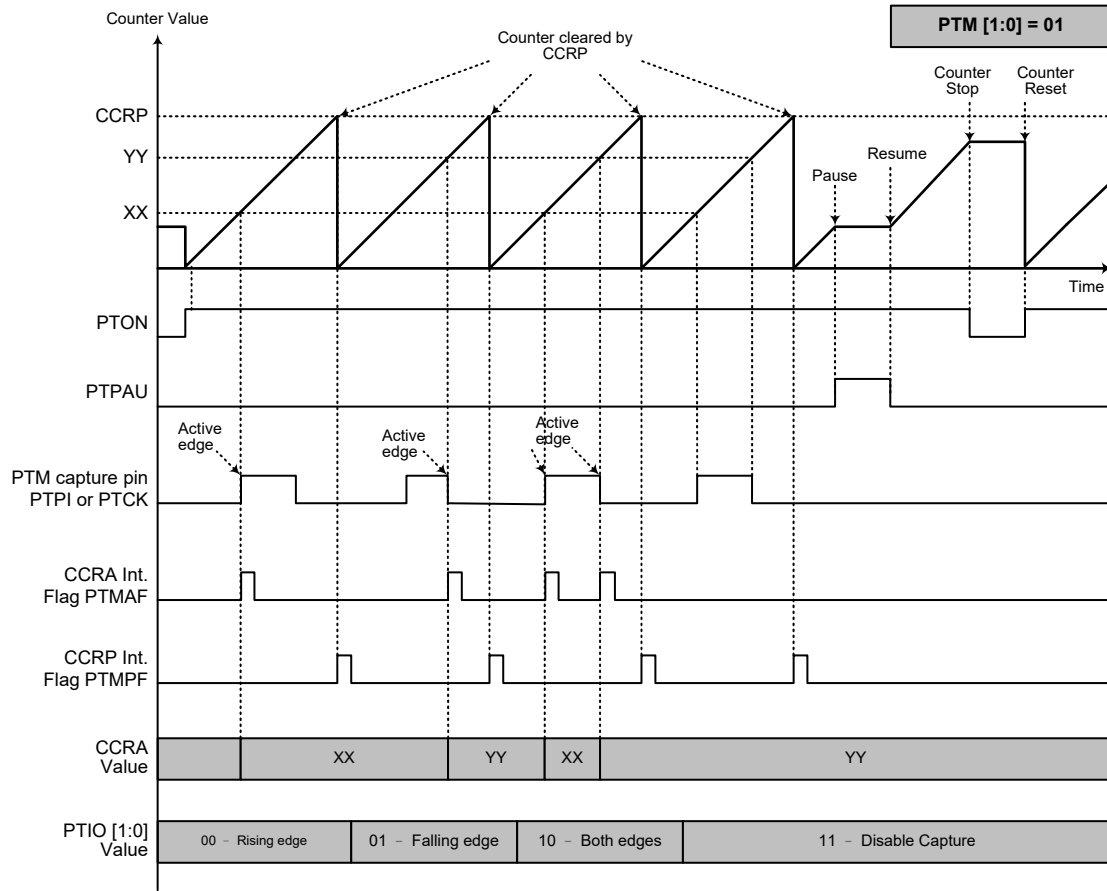 Counter Value
PTM [1:0] = 01
Counter cleared by
CCRP
Counter
Stop
Counter
Reset
CCRP
YY
Resume
Pause
XX
Time
PTON
PTPAU
Active
edge
Active
edge
Active
edge
PTM capture pin
PTPI or PTCK
CCRA Int.
Flag PTMAF
CCRP Int.
Flag PTMPF
CCRA
Value
XX
YY
XX
YY
PTIO [1:0]
Value
00 - Rising edge
01 - Falling edge
10 - Both edges
11 - Disable Capture